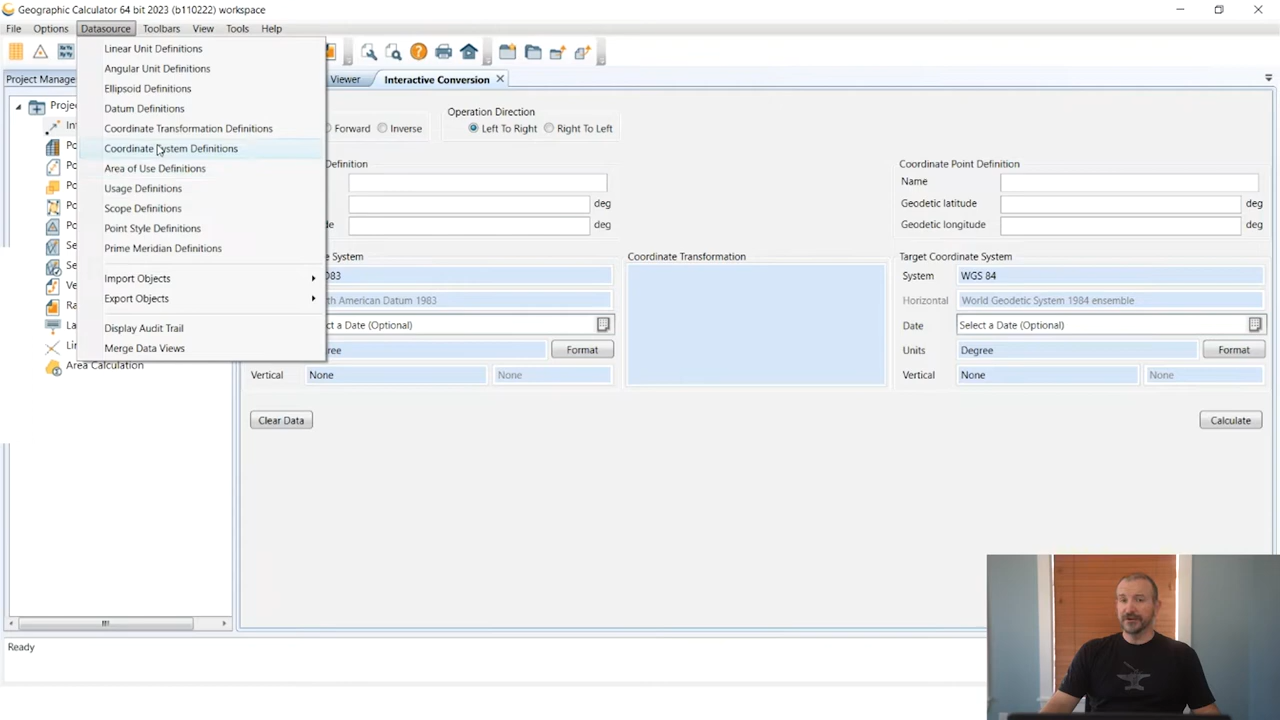 Geographic Calculator 64 bit 2023 (b110222) workspace
File Options Datasource Toolbars View Tools Help
Linear Unit Definitions
Angular Unit Definitions
Ellipsoid Definitions
Datum Definitions
Coordinate Transformation Definitions
Coordinate System Definitions
Area of Use Definitions
Usage Definitions
Scope Definitions
Point Style Definitions
Prime Meridian Definitions
Import Objects
Export Objects
Display Audit Trail
Merge Data Views
Project Manage
Proje
Int
Po
Po
Po
Po
Po
Se
Se
Ve
Ra
La
Lin
Area Calculation
Viewer Interactive Conversion
Forward Inverse
Operation Direction
Left To Right Right To Left
Definition
deg
de deg
e System
083
th American Datum 1983
ct a Date (Optional)
ree Format
Vertical None None
Coordinate Transformation
Coordinate Point Definition
Name
Geodetic latitude deg
Geodetic longitude deg
Target Coordinate System
System WGS 84
Horizontal World Geodetic System 1984 ensemble
Date Select a Date (Optional)
Units Degree Format
Vertical None None
Clear Data Calculate
Ready